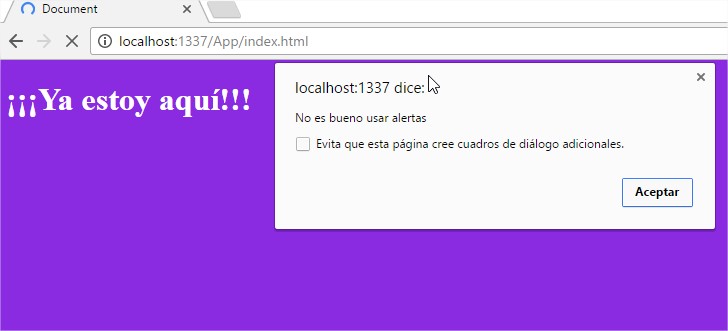 Document
localhost:1337/App/index.html
¡¡¡Ya estoy aquí!!!
localhost:1337 dice:
No es bueno usar alertas
Evita que esta página cree cuadros de diálogo adicionales.
Aceptar